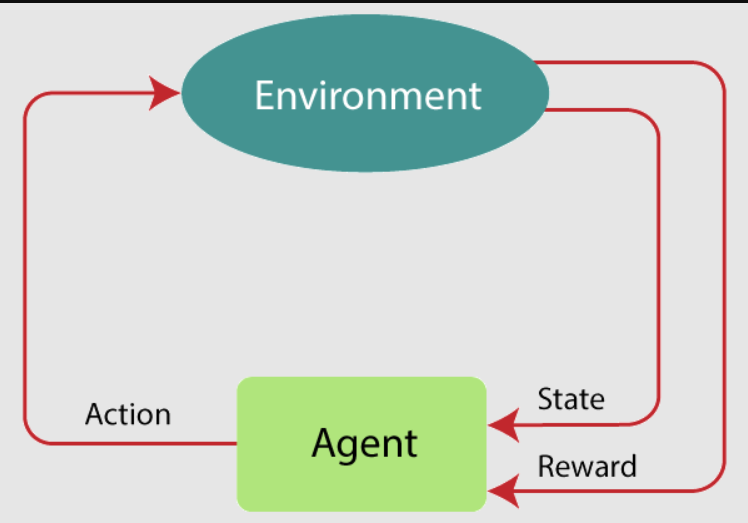 Environment
Action
Agent
State
Reward